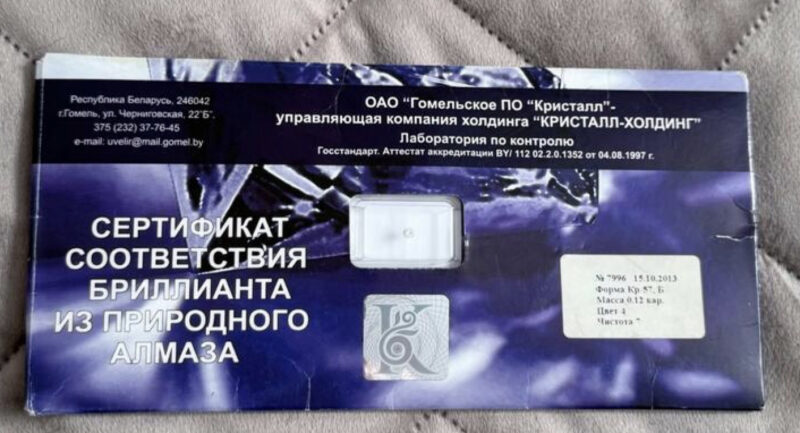 Республика Беларусь, 246042
г.Гомель, ул. Черниговская, 22"Б".
375 (232) 37-76-45
e-mail: uvelir@mail.gomel.by
ОАО "Гомельское ПО "Кристалл"-
управляющая компания холдинга "КРИСТАЛЛ-ХОЛДИНГ"
Лаборатория по контролю
Госстандарт. Аттестат аккредитации BY/ 112 02.2.0.1352 от 04.08.1997 г.
СЕРТИФИКАТ
СООТВЕТСТВИЯ
БРИЛЛИАНТА
ИЗ ПРИРОДНОГО
АЛМАЗА
К
№ 7996 15.10.2013
Форма Кр 57, Б
Масса 0.12 кар.
Цвет 4
Чистота 7